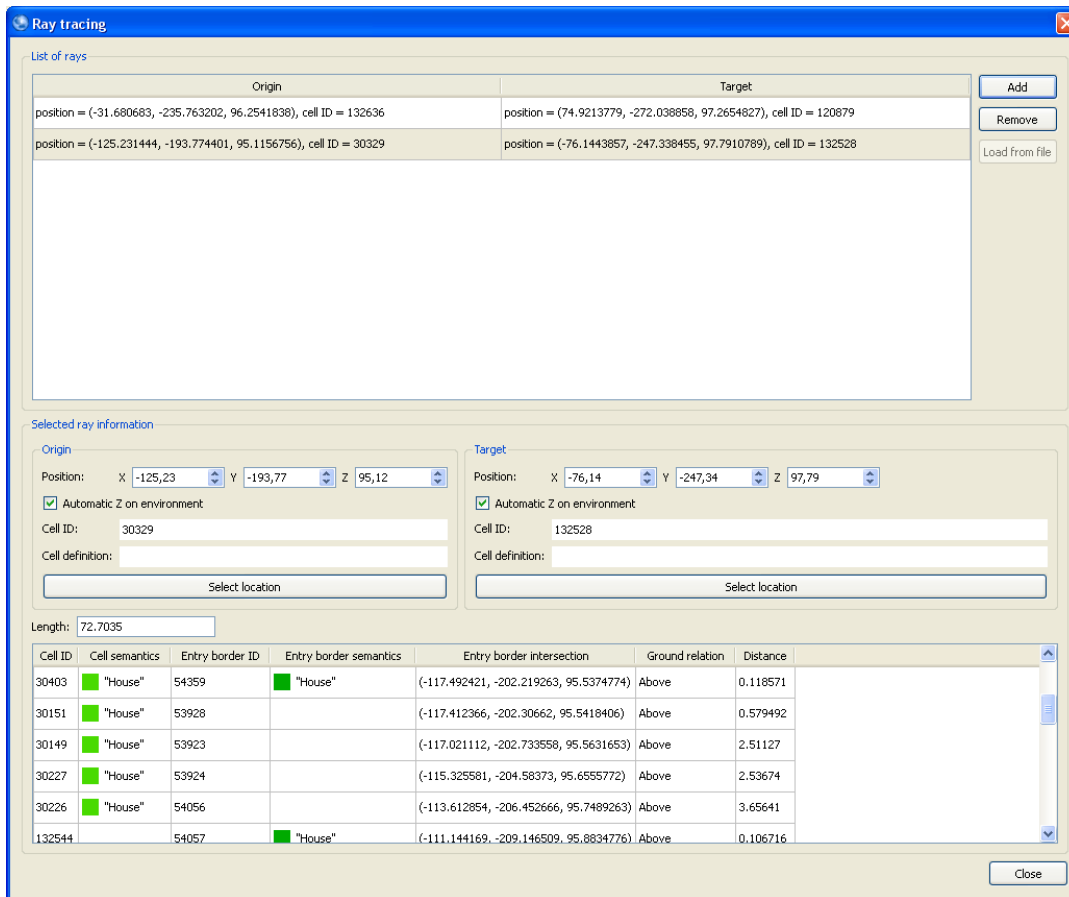 Ray tracing
List of rays
Origin Target
position = (-31.680683, -235.763202, 96.2541838), cell ID = 132636 position = (74.9213779, -272.038858, 97.2654827), cell ID = 120879
position = (-125.231444, -193.774401, 95.1156756), cell ID = 30329 position = (-76.1443857, -247.338455, 97.7910789), cell ID = 132528
Add
Remove
Load from file
Selected ray information
Origin
Position: X -125,23 Y -193,77 Z 95,12
Automatic Z on environment
Cell ID: 30329
Cell definition:
Select location
Target
Position: X -76,14 Y -247,34 Z 97,79
Automatic Z on environment
Cell ID: 132528
Cell definition:
Select location
Length: 72.7035
Cell ID Cell semantics Entry border ID Entry border semantics Entry border intersection Ground relation Distance
30403 "House" 54359 "House" (-117.492421, -202.219263, 95.5374774) Above 0.118571
30151 "House" 53928 (-117.412366, -202.30662, 95.5418406) Above 0.579492
30149 "House" 53923 (-117.021112, -202.733558, 95.5631653) Above 2.51127
30227 "House" 53924 (-115.325581, -204.58373, 95.6555772) Above 2.53674
30226 "House" 54056 (-113.612854, -206.452666, 95.7489263) Above 3.65641
132544 54057 "House" (-111.144169, -209.146509, 95.8834776) Above 0.106716
Close